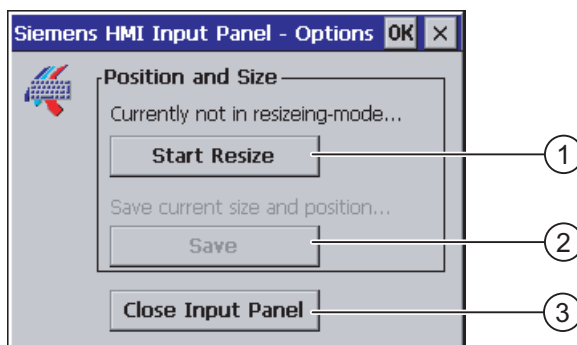 Siemens HMI Input Panel - Options OK ×
Position and Size
Currently not in resizeing-mode...
Start Resize
1
Save current size and position...
Save
2
Close Input Panel
3